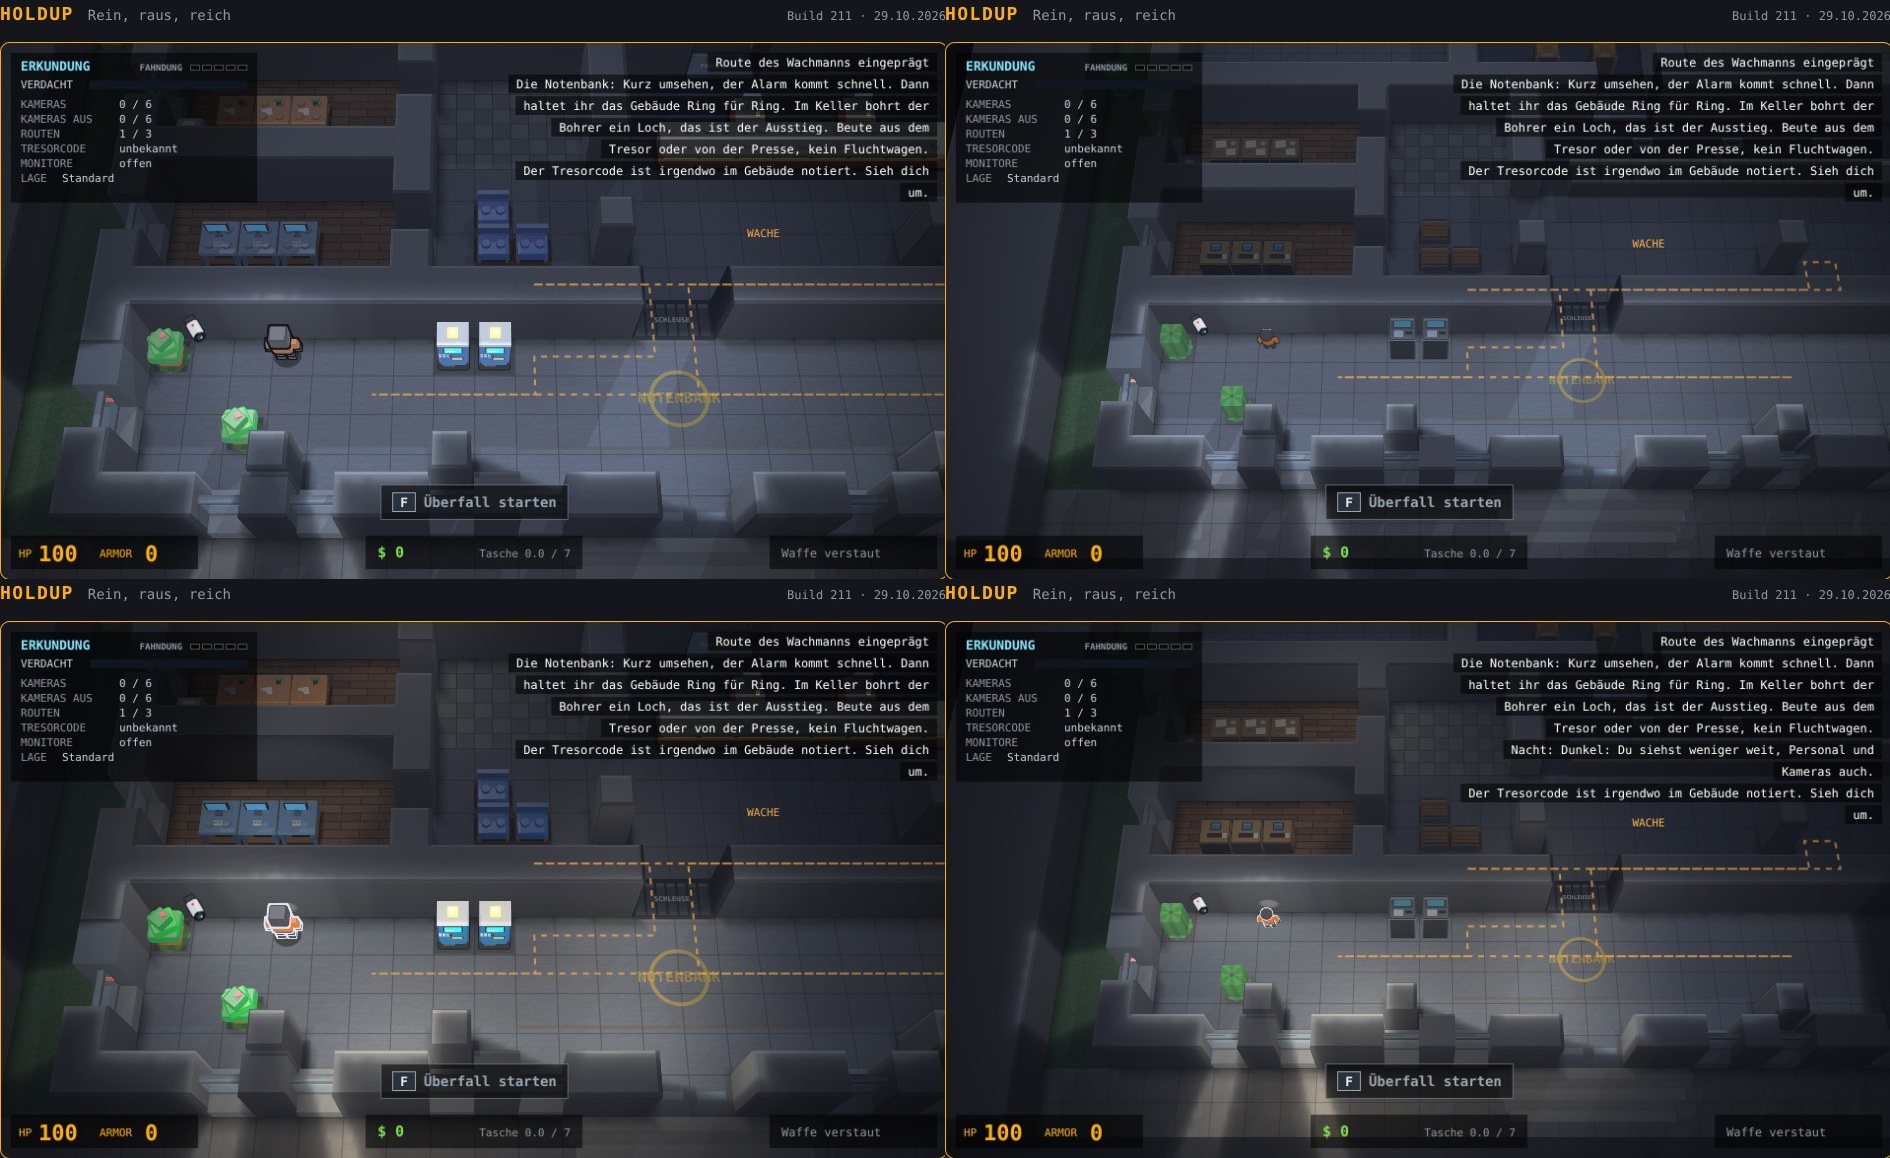 HOLDUP Rein, raus, reich
Build 211 · 29.10.2026
ERKUNDUNG
FAHNDUNG
VERDACHT
KAMERAS 0 / 6
KAMERAS AUS 0 / 6
ROUTEN 1 / 3
TRESORCODE unbekannt
MONITORE offen
LAGE Standard
Route des Wachmanns eingeprägt
Die Notenbank: Kurz umsehen, der Alarm kommt schnell. Dann
haltet ihr das Gebäude Ring für Ring. Im Keller bohrt der
Bohrer ein Loch, das ist der Ausstieg. Beute aus dem
Tresor oder von der Presse, kein Fluchtwagen.
Der Tresorcode ist irgendwo im Gebäude notiert. Sieh dich
um.
WACHE
SCHLEUSE
NOTENBANK
F Überfall starten
HP 100 ARMOR 0
$ 0 Tasche 0.0 / 7
Waffe verstaut
HOLDUP Rein, raus, reich
Build 211 · 29.10.2026
ERKUNDUNG
FAHNDUNG
VERDACHT
KAMERAS 0 / 6
KAMERAS AUS 0 / 6
ROUTEN 1 / 3
TRESORCODE unbekannt
MONITORE offen
LAGE Standard
Route des Wachmanns eingeprägt
Die Notenbank: Kurz umsehen, der Alarm kommt schnell. Dann
haltet ihr das Gebäude Ring für Ring. Im Keller bohrt der
Bohrer ein Loch, das ist der Ausstieg. Beute aus dem
Tresor oder von der Presse, kein Fluchtwagen.
Der Tresorcode ist irgendwo im Gebäude notiert. Sieh dich
um.
WACHE
SCHLEUSE
NOTENBANK
F Überfall starten
HP 100 ARMOR 0
$ 0 Tasche 0.0 / 7
Waffe verstaut
HOLDUP Rein, raus, reich
Build 211 · 29.10.2026
ERKUNDUNG
FAHNDUNG
VERDACHT
KAMERAS 0 / 6
KAMERAS AUS 0 / 6
ROUTEN 1 / 3
TRESORCODE unbekannt
MONITORE offen
LAGE Standard
Route des Wachmanns eingeprägt
Die Notenbank: Kurz umsehen, der Alarm kommt schnell. Dann
haltet ihr das Gebäude Ring für Ring. Im Keller bohrt der
Bohrer ein Loch, das ist der Ausstieg. Beute aus dem
Tresor oder von der Presse, kein Fluchtwagen.
Der Tresorcode ist irgendwo im Gebäude notiert. Sieh dich
um.
WACHE
SCHLEUSE
NOTENBANK
F Überfall starten
HP 100 ARMOR 0
$ 0 Tasche 0.0 / 7
Waffe verstaut
HOLDUP Rein, raus, reich
Build 211 · 29.10.2026
ERKUNDUNG
FAHNDUNG
VERDACHT
KAMERAS 0 / 6
KAMERAS AUS 0 / 6
ROUTEN 1 / 3
TRESORCODE unbekannt
MONITORE offen
LAGE Standard
Route des Wachmanns eingeprägt
Die Notenbank: Kurz umsehen, der Alarm kommt schnell. Dann
haltet ihr das Gebäude Ring für Ring. Im Keller bohrt der
Bohrer ein Loch, das ist der Ausstieg. Beute aus dem
Tresor oder von der Presse, kein Fluchtwagen.
Nacht: Dunkel: Du siehst weniger weit, Personal und
Kameras auch.
Der Tresorcode ist irgendwo im Gebäude notiert. Sieh dich
um.
WACHE
SCHLEUSE
NOTENBANK
F Überfall starten
HP 100 ARMOR 0
$ 0 Tasche 0.0 / 7
Waffe verstaut